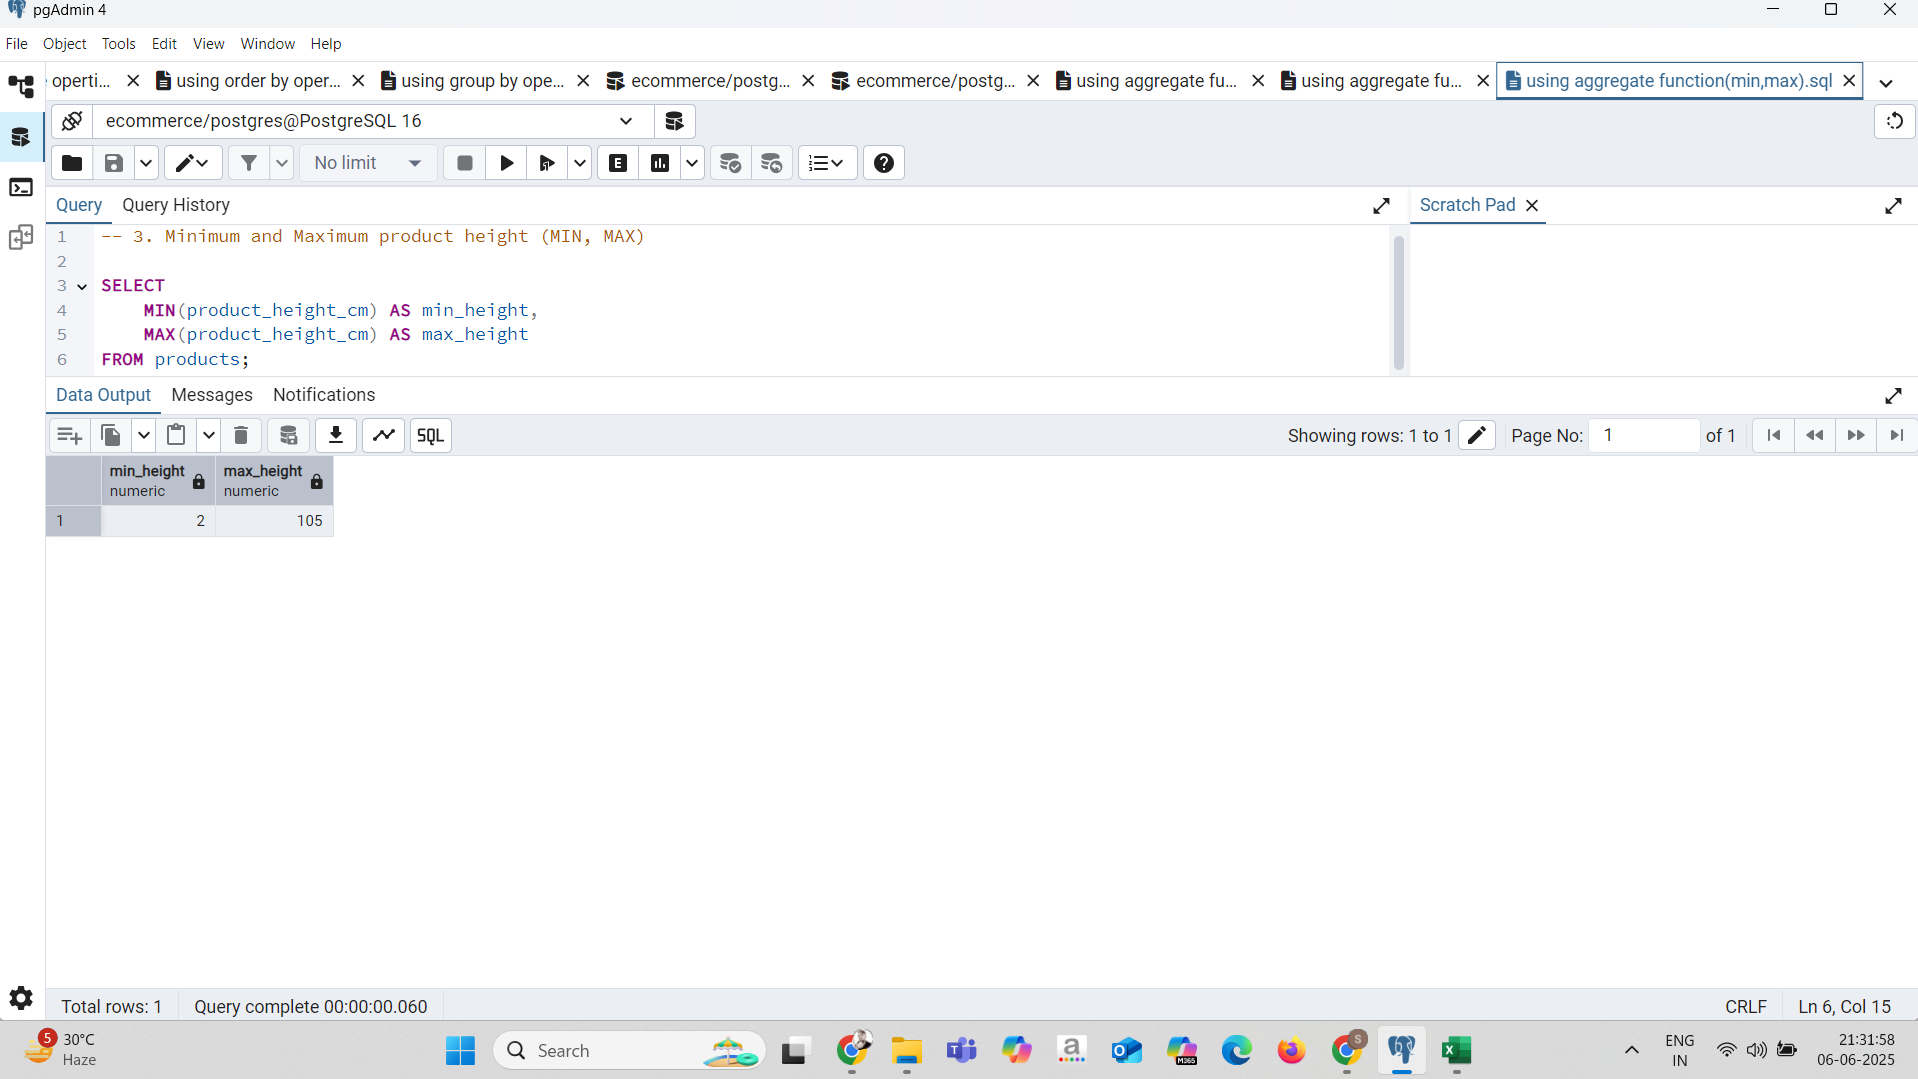 pgAdmin 4
File Object Tools Edit View Window Help
operti... using order by oper... using group by ope... ecommerce/postg... ecommerce/postg... using aggregate fu... using aggregate fu... using aggregate function(min,max).sql
ecommerce/postgres@PostgreSQL 16
No limit E
Query Query History Scratch Pad
1 -- 3. Minimum and Maximum product height (MIN, MAX)
2
3 SELECT
4 MIN(product_height_cm) AS min_height,
5 MAX(product_height_cm) AS max_height
6 FROM products;
Data Output Messages Notifications
SQL Showing rows: 1 to 1 Page No: 1 of 1
min_height max_height
numeric numeric
1 2 105
Total rows: 1 Query complete 00:00:00.060 CRLF Ln 6, Col 15
5 30°C
Haze
Search
a
M365
S
ENG
IN
21:31:58
06-06-2025